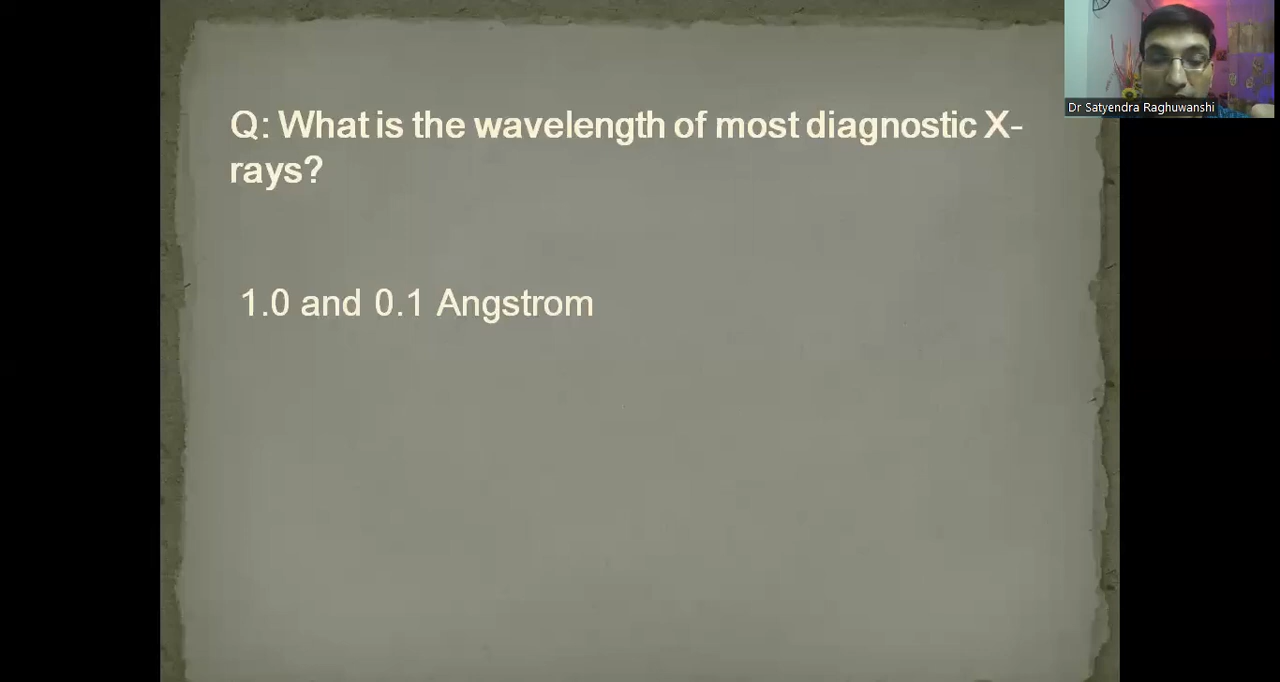 Dr Satyendra Raghuwanshi
Q: What is the wavelength of most diagnostic X-
rays?
1.0 and 0.1 Angstrom